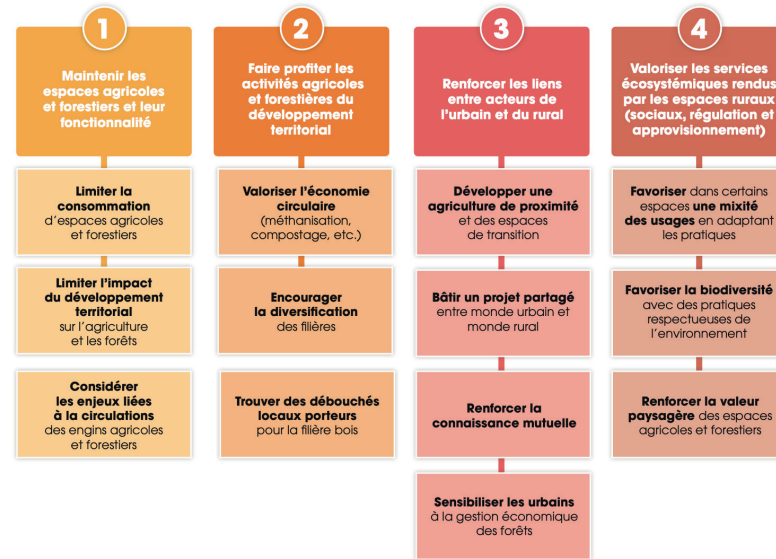 1
Maintenir les
espaces agricoles
et forestiers et leur
fonctionnalité
Limiter la
consommation
d'espaces agricoles
et forestiers
Limiter l'impact
du développement
territorial
sur l'agriculture
et les forêts
Considérer
les enjeux liées
à la circulations
des engins agricoles
et forestiers
2
Faire profiter les
activités agricoles
et forestières du
développement
territorial
Valoriser l'économie
circulaire
(méthanisation,
compostage, etc.)
Encourager
la diversification
des filières
Trouver des débouchés
locaux porteurs
pour la filière bois
3
Renforcer les liens
entre acteurs de
l'urbain et du rural
Développer une
agriculture de proximité
et des espaces
de transition
Bâtir un projet partagé
entre monde urbain et
monde rural
Renforcer la
connaissance mutuelle
Sensibiliser les urbains
à la gestion économique
des forêts
4
Valoriser les services
écosystémiques rendus
par les espaces ruraux
(sociaux, régulation et
approvisionnement)
Favoriser dans certains
espaces une mixité
des usages en adaptant
les pratiques
Favoriser la biodiversité
avec des pratiques
respectueuses de
l'environnement
Renforcer la valeur
paysagère des espaces
agricoles et forestiers